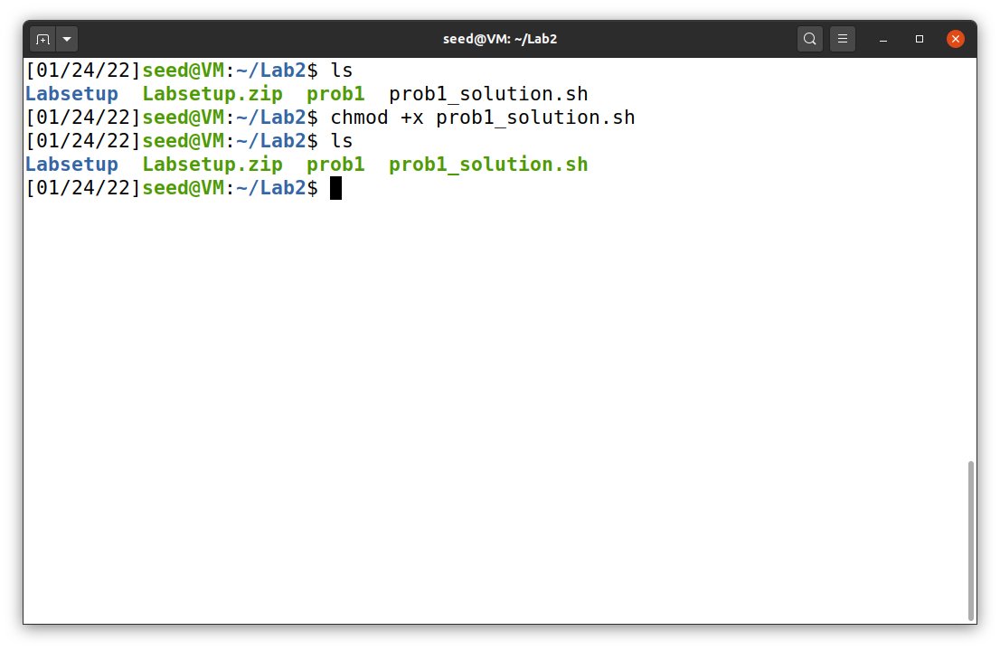 seed@VM: ~/Lab2
[01/24/22]seed@VM:~/Lab2$ ls
Labsetup  Labsetup.zip  prob1  prob1_solution.sh
[01/24/22]seed@VM:~/Lab2$ chmod +x prob1_solution.sh
[01/24/22]seed@VM:~/Lab2$ ls
Labsetup  Labsetup.zip  prob1  prob1_solution.sh
[01/24/22]seed@VM:~/Lab2$